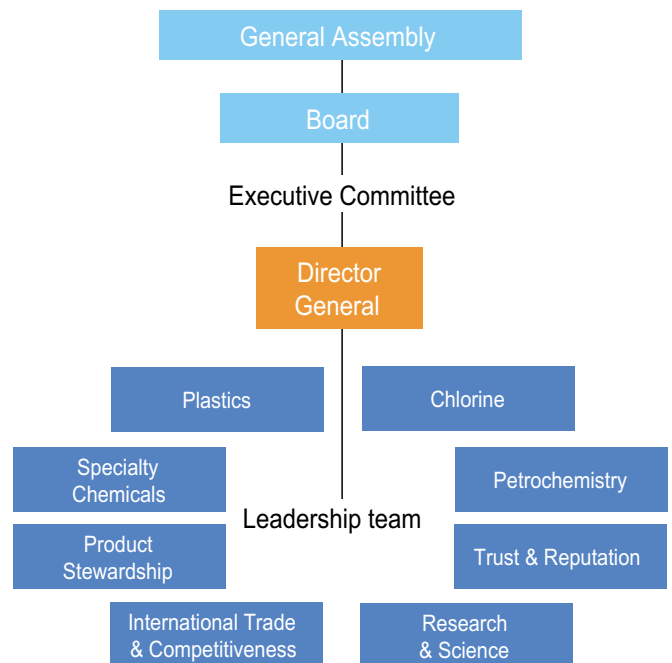 General Assembly
Board
Executive Committee
Director
General
Plastics
Chlorine
Specialty
Chemicals
Petrochemistry
Leadership team
Product
Stewardship
Trust & Reputation
International Trade
& Competitiveness
Research
& Science